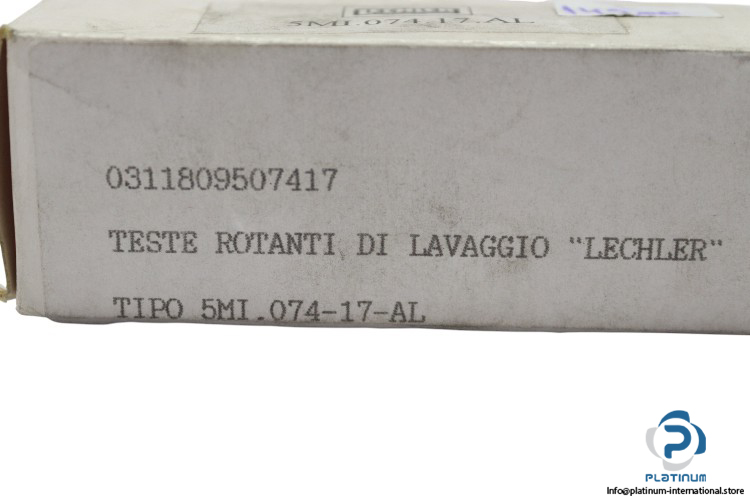 5MI.074-17-AL
0311809507417
TESTE ROTANTI DI LAVAGGIO "LECHLER"
TIPO 5MI.074-17-AL
PLATINUM
Info@platinum-international.store